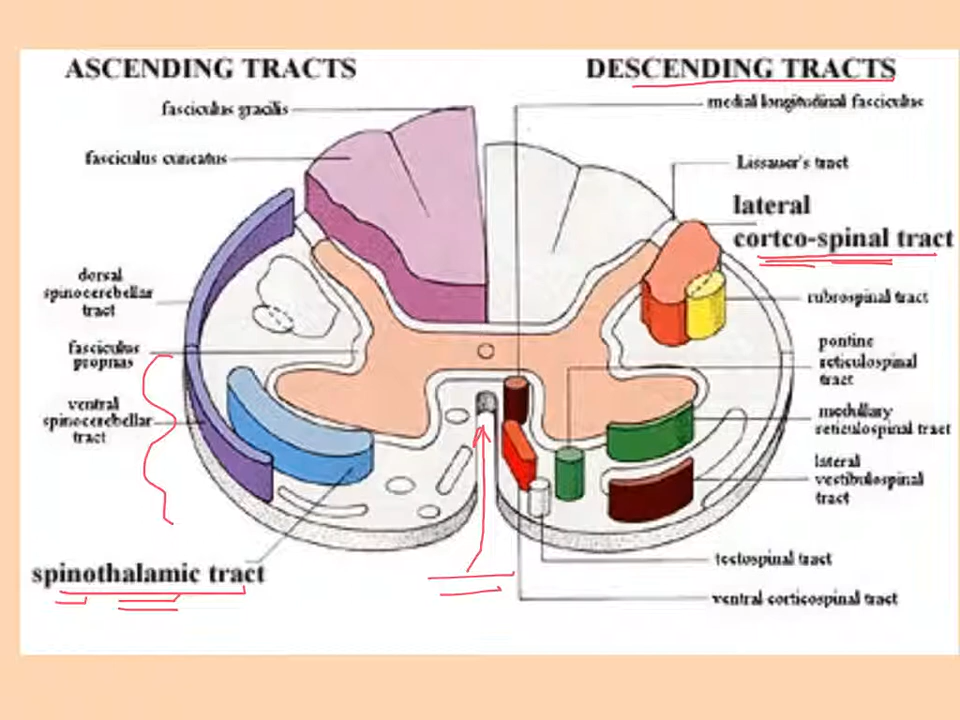 ASCENDING TRACTS
DESCENDING TRACTS
fasciculus gracilis
medial longitudinal fasciculus
fasciculus cuneatus
Lissauer's tract
lateral
cortco-spinal tract
dorsal
spinocerebellar
tract
rubrospinal tract
fasciculus
proprius
pontine
reticulospinal
tract
ventral
spinocerebellar
tract
medullary
reticulospinal tract
lateral
vestibulospinal
tract
spinothalamic tract
tectospinal tract
ventral corticospinal tract